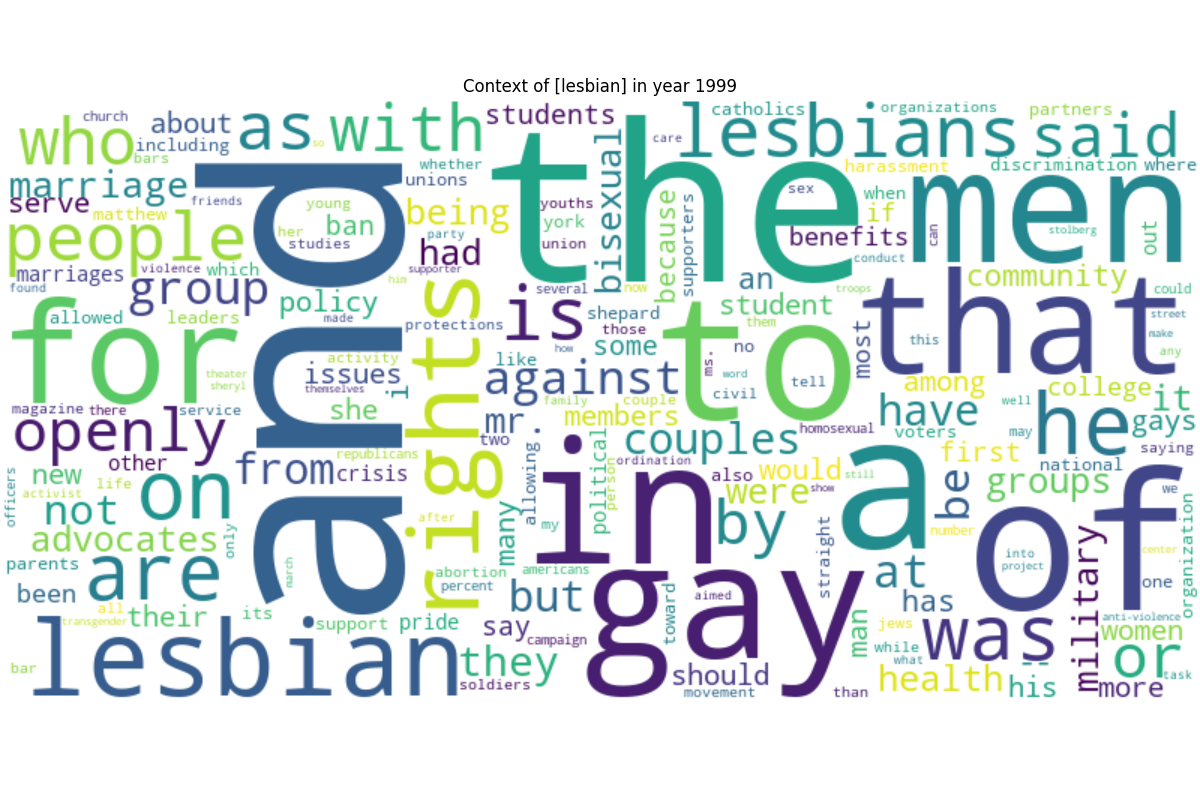 Context of [lesbian] in year 1999
church
who
about
including
bars
as
so
with
students
catholics
organizations
partners
care
lesbians
said
whether
bisexual
harassment
discrimination
where
marriage
serve
matthew
friends
and
the
men
unions
sex
when
if
can
people
young
her
ban
studies
being
youths
york
union
because
supporters
benefits
conduct
stolberg
out
marriages
violence
which
found
group
policy
party
had
supporter
him
several
now
an
troops
community
could
allowed
leaders
made
protections
rights
is
shepard
those
student
them
to
that
street
make
for
theater
sheryl
activity
issues
themselves
i
like
how
some
ms.
no
word
tell
civil
most
this
any
against
family
couple
among
college
it
well
magazine
there
service
she
mr.
members
couples
homosexual
have
voters
may
he
gays
saying
openly
other
from
crisis
republicans
two
allowing
political
person
ordination
also
would
still
first
national
we
officers
new
life
activist
not
on
many
in
my
were
show
by
a
be
groups
of
advocates
only
after
straight
number
into
project
military
center
one
organization
parents
are
march
abortion
percent
americans
gay
toward
aimed
at
has
been
all
transgender
their
its
support
pride
but
say
campaign
man
jews
while
what
was
anti-violence
women
or
task
bar
lesbian
they
soldiers
should
movement
than
health
his
--
more